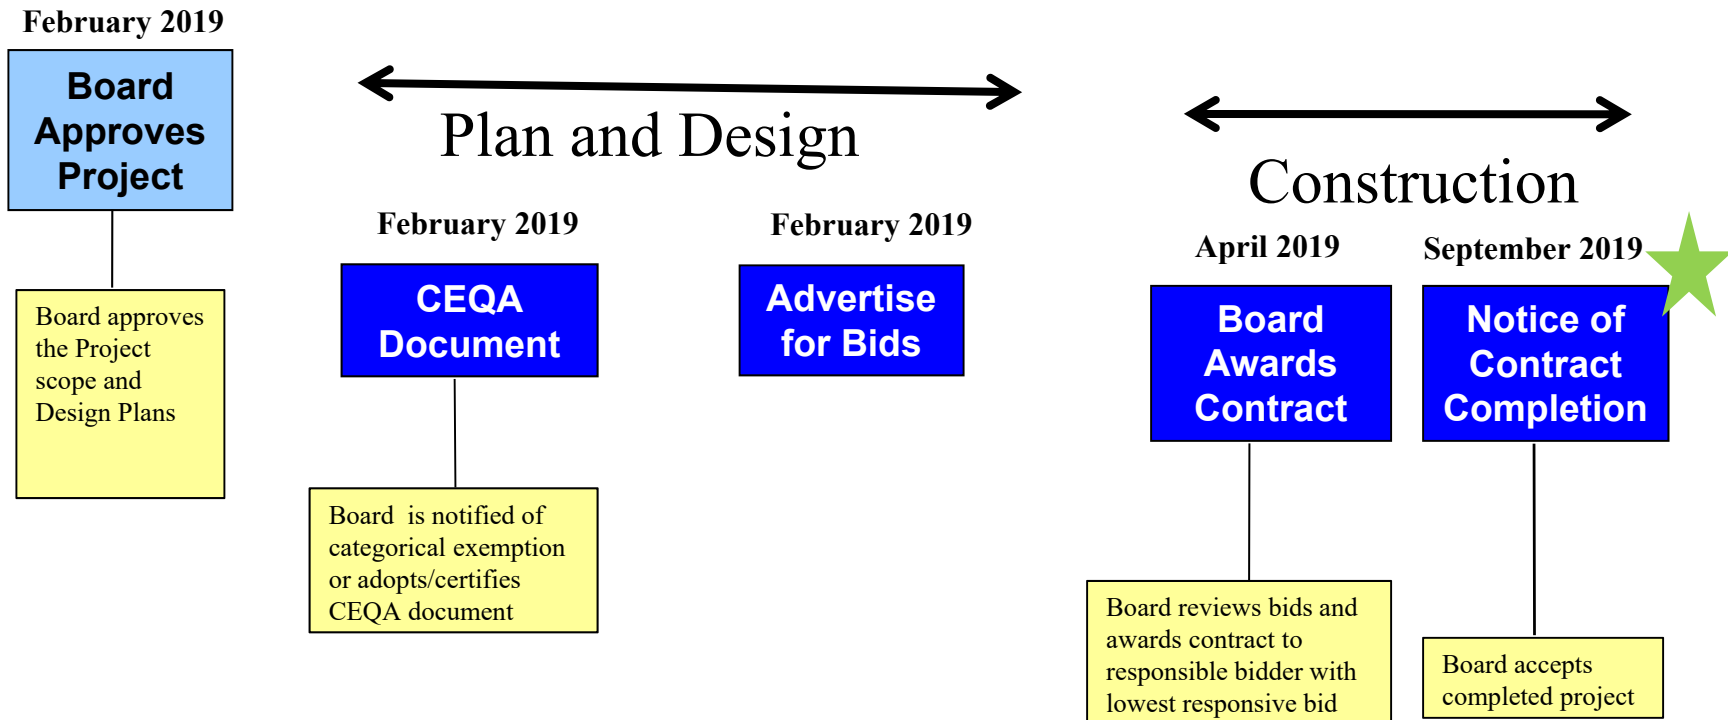 February 2019
Board
Approves
Project
Board approves
the Project
scope and
Design Plans
Plan and Design
February 2019
CEQA
Document
Board is notified of
categorical exemption
or adopts/certifies
CEQA document
February 2019
Advertise
for Bids
Construction
April 2019
Board
Awards
Contract
Board reviews bids and
awards contract to
responsible bidder with
lowest responsive bid
September 2019
Notice of
Contract
Completion
Board accepts
completed project